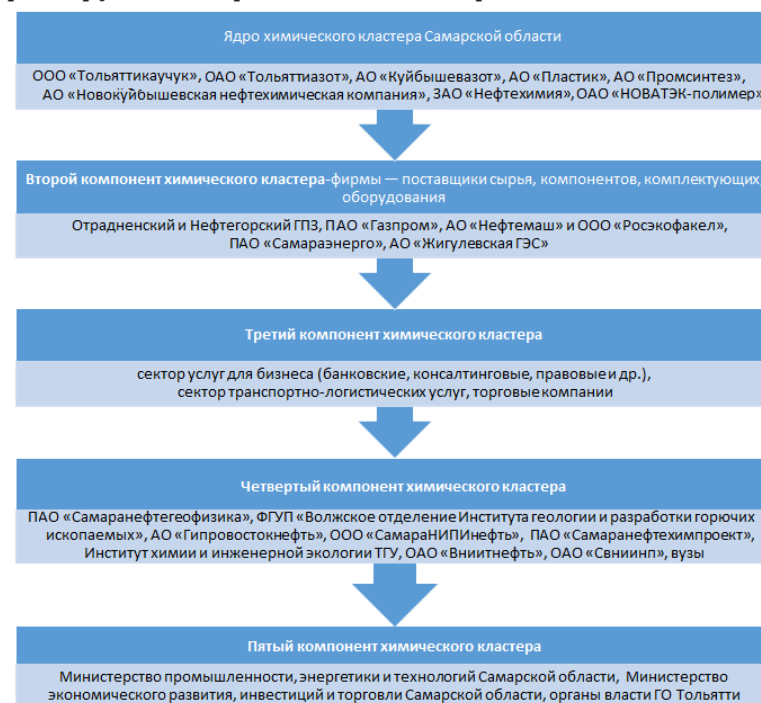 Ядро химического кластера Самарской области
ООО «Тольяттикаучук», ОАО «Тольяттиазот», АО «Куйбышевазот», АО «Пластик», АО «Промсинтез»,
АО «Новокуйбышевская нефтехимическая компания», ЗАО «Нефтехимия», ОАО «НОВАТЭК-полимер»
Второй компонент химического кластера-фирмы — поставщики сырья, компонентов, комплектующих,
оборудования
Отрадненский и Нефтегорский ГПЗ, ПАО «Газпром», АО «Нефтемаш» и ООО «Росэкофакел»,
ПАО «Самараэнерго», АО «Жигулевская ГЭС»
Третий компонент химического кластера
сектор услуг для бизнеса (банковские, консалтинговые, правовые и др.),
сектор транспортно-логистических услуг, торговые компании
Четвертый компонент химического кластера
ПАО «Самаранефтегеофизика», ФГУП «Волжское отделение Института геологии и разработки горючих
ископаемых», АО «Гипровостокнефть», ООО «СамараНИПИнефть», ПАО «Самаранефтехимпроект»,
Институт химии и инженерной экологии ТГУ, ОАО «Вниитнефть», ОАО «Свниинп», вузы
Пятый компонент химического кластера
Министерство промышленности, энергетики и технологий Самарской области, Министерство
экономического развития, инвестиций и торговли Самарской области, органы власти ГО Тольятти